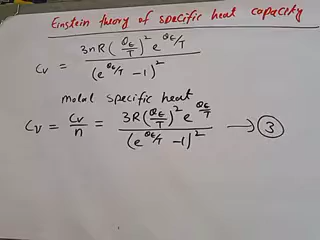 Einstein theory of specific heat capacity
Cv = 3nR (θE/T)² e^θE/T / (e^θE/T - 1)²
molal specific heat
Cv = Cv/n = 3R (θE/T)² e^θE/T / (e^θE/T - 1)² → ③